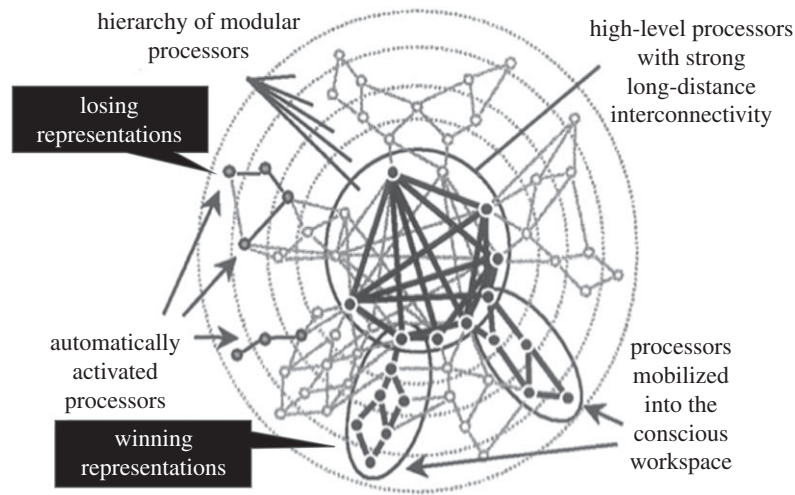 hierarchy of modular
processors
high-level processors
with strong
long-distance
interconnectivity
losing
representations
automatically
activated
processors
processors
mobilized
into the
conscious
workspace
winning
representations